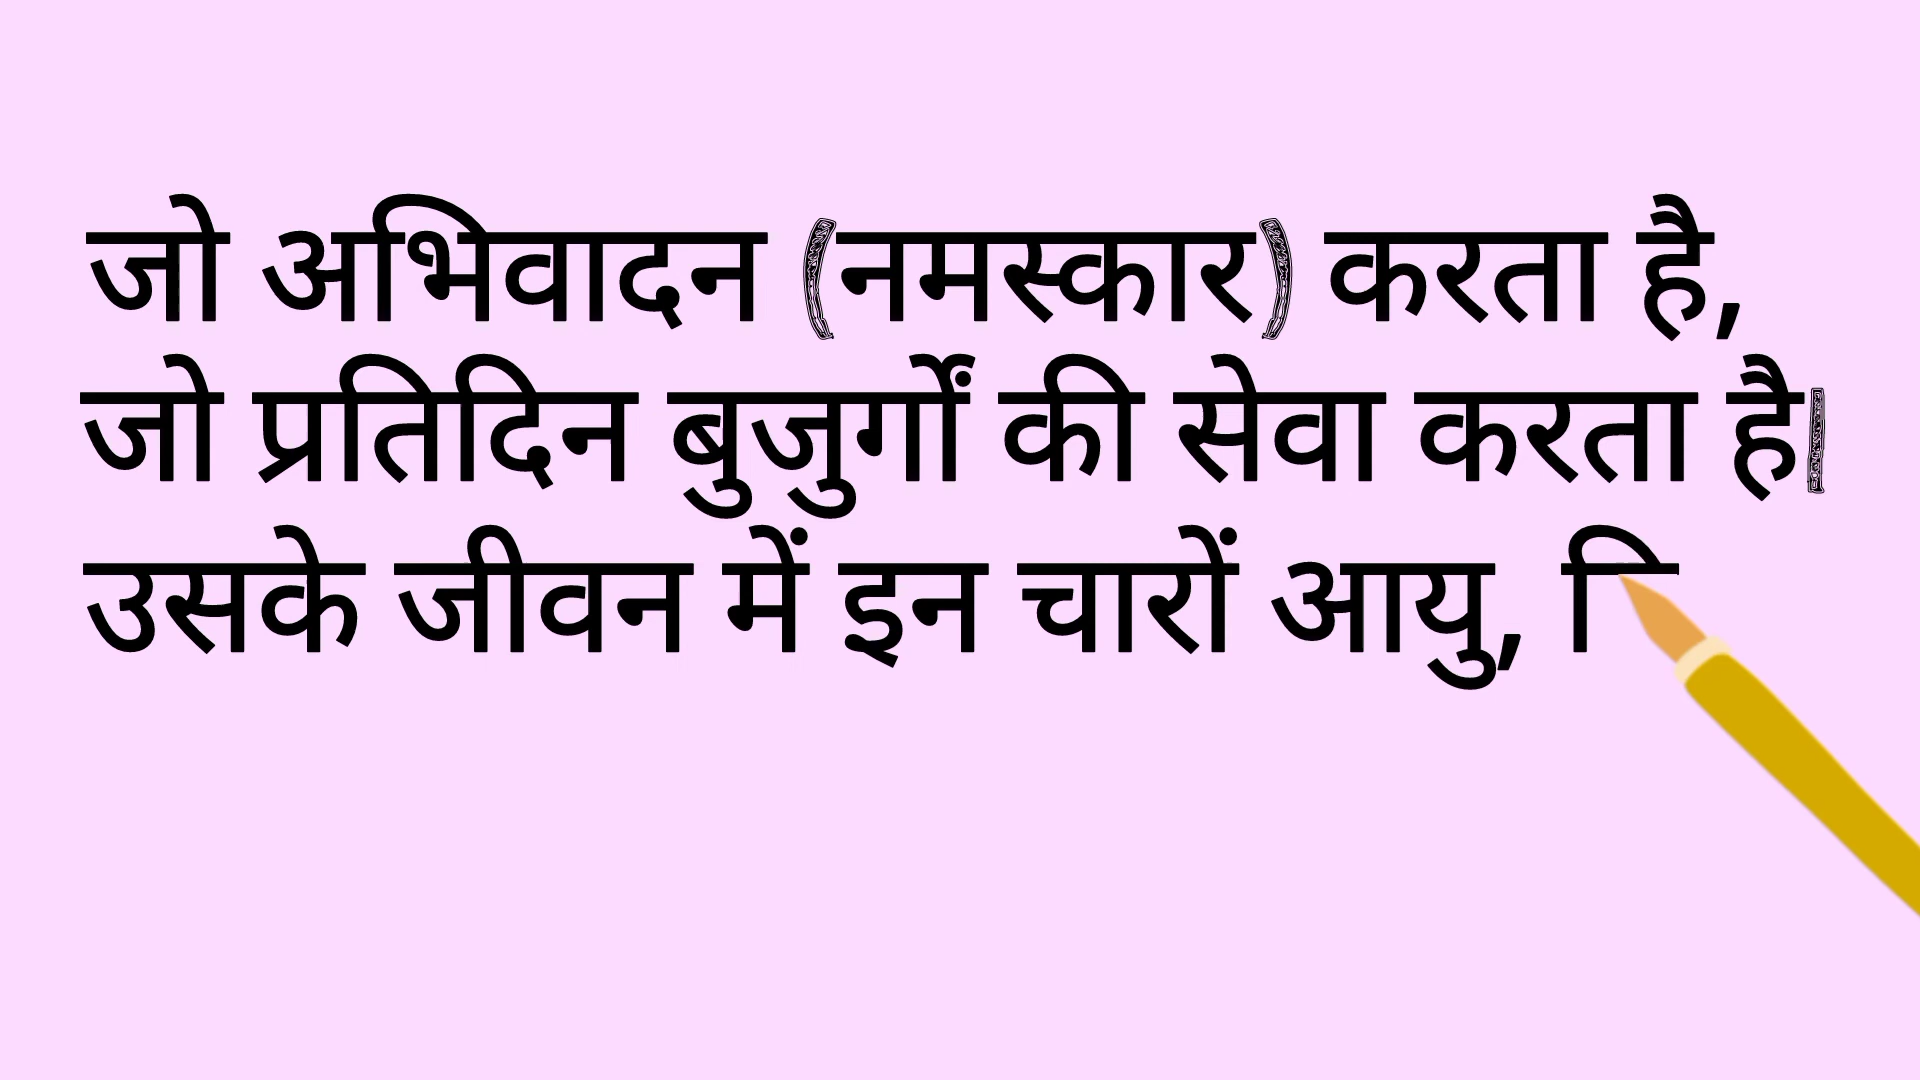 जो अभिवादन (नमस्कार) करता है,
जो प्रतिदिन बुजुर्गों की सेवा करता है।
उसके जीवन में इन चारों आयु,